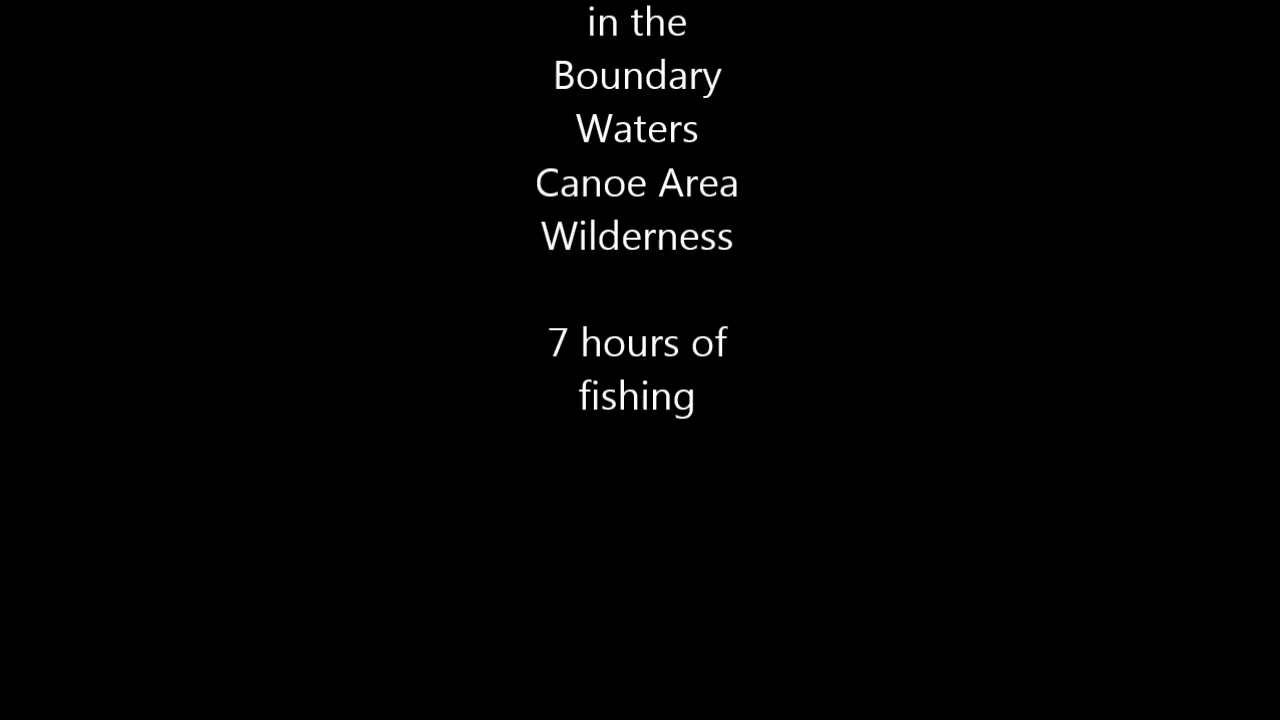 in the
Boundary
Waters
Canoe Area
Wilderness
7 hours of
fishing